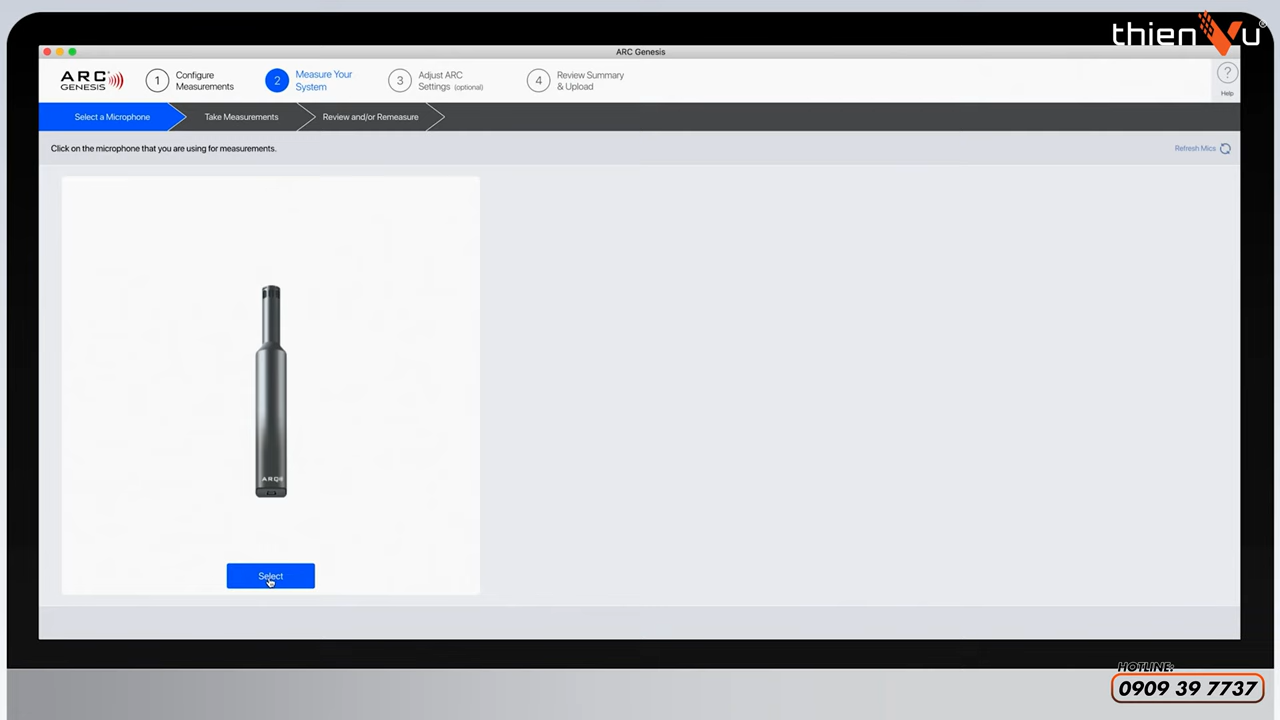 thienVu
ARC Genesis
ARC
GENESIS
1 Configure
Measurements
2 Measure Your
System
3 Adjust ARC
Settings (optional)
4 Review Summary
& Upload
?
Help
Select a Microphone
Take Measurements
Review and/or Remeasure
Click on the microphone that you are using for measurements.
Refresh Mics
ARC
Select
HOTLINE:
0909 39 7737